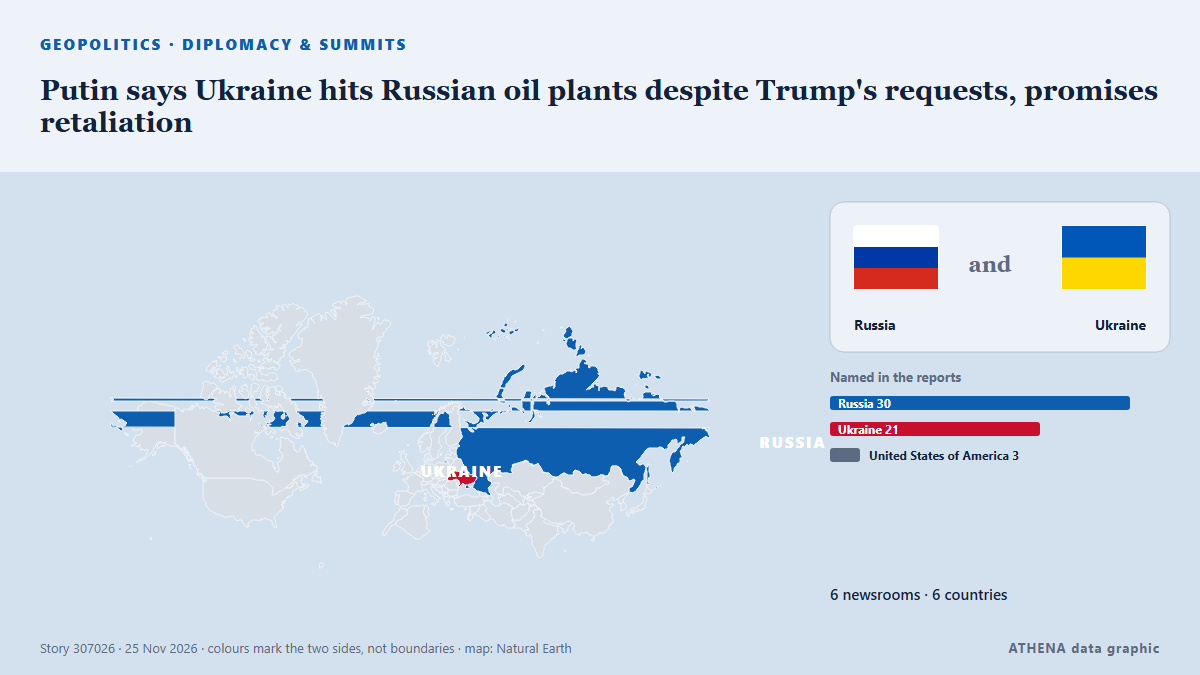 GEOPOLITICS · DIPLOMACY & SUMMITS
Putin says Ukraine hits Russian oil plants despite Trump's requests, promises
retaliation
and
Russia
Ukraine
Named in the reports
Russia 30
Ukraine 21
United States of America 3
RUSSIA
UKRAINE
6 newsrooms · 6 countries
Story 307026 · 25 Nov 2026 · colours mark the two sides, not boundaries · map: Natural Earth
ATHENA data graphic